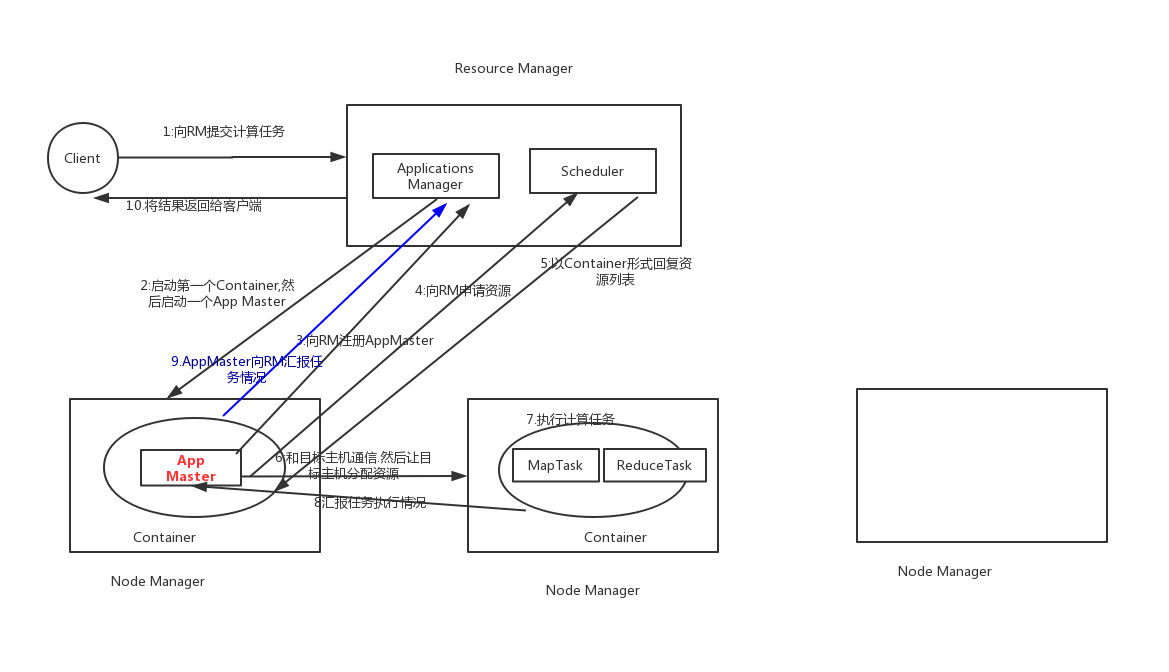 Resource Manager
1:向RM提交计算任务
Client
Applications
Manager
Scheduler
10.将结果返回给客户端
5:以Container形式回复资
源列表
2:启动第一个Container,然
后启动一个App Master
4:向RM申请资源
3:向RM注册AppMaster
9.AppMaster向RM汇报任
务情况
7.执行计算任务
App
Master
6:和目标主机通信.然后让目
标主机分配资源
MapTask
ReduceTask
8汇报任务执行情况
Container
Container
Node Manager
Node Manager
Node Manager